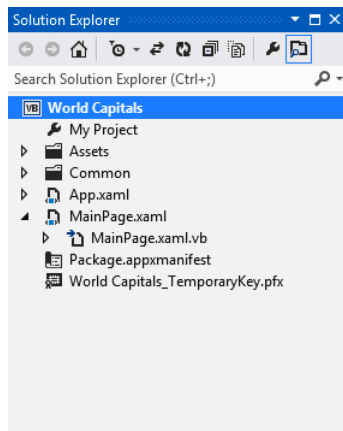 Solution Explorer
Search Solution Explorer (Ctrl+;)
VB World Capitals
My Project
Assets
Common
App.xaml
MainPage.xaml
MainPage.xaml.vb
Package.appxmanifest
World Capitals_TemporaryKey.pfx